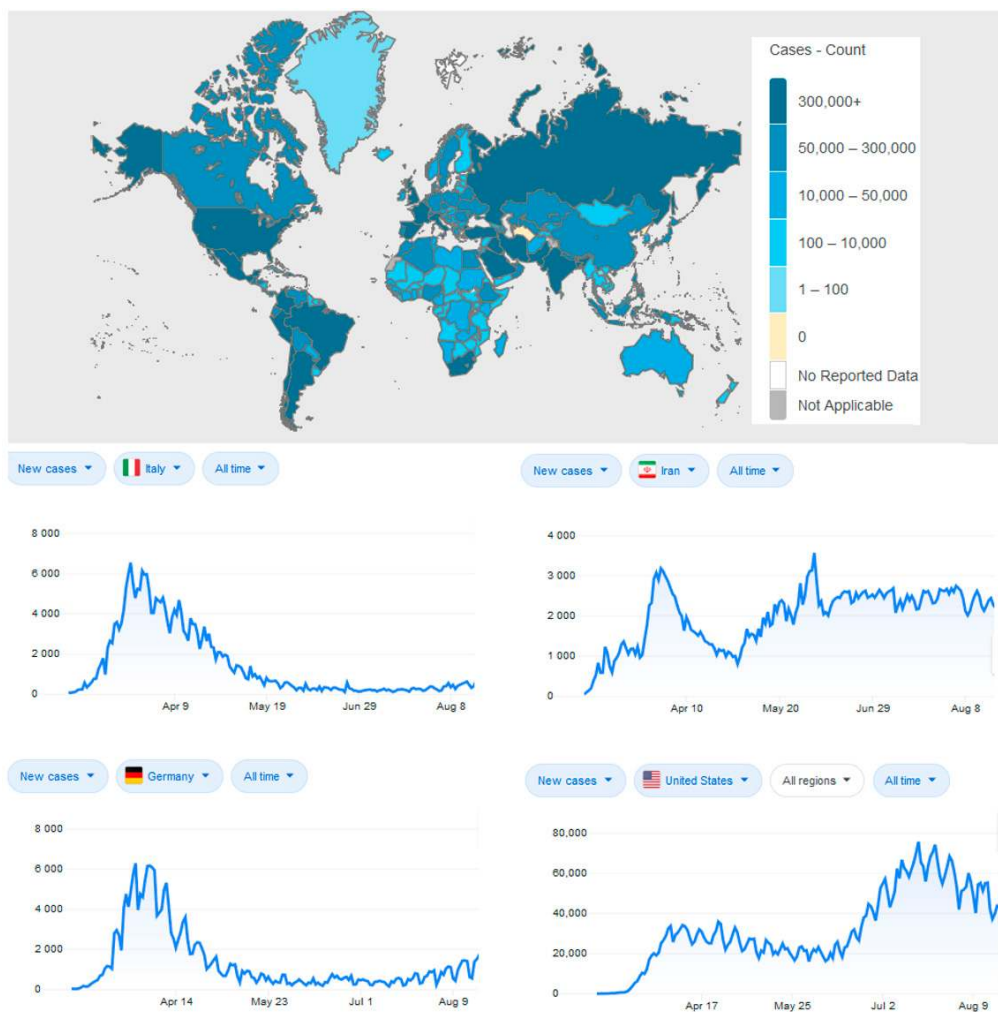 Cases - Count
300,000+
50,000 – 300,000
10,000 – 50,000
100 – 10,000
1 – 100
0
No Reported Data
Not Applicable
New cases Italy All time
8 000
6 000
4 000
2 000
0
Apr 9 May 19 Jun 29 Aug 8
New cases Iran All time
4 000
3 000
2 000
1 000
0
Apr 10 May 20 Jun 29 Aug 8
New cases Germany All time
8 000
6 000
4 000
2 000
0
Apr 14 May 23 Jul 1 Aug 9
New cases United States All regions All time
80,000
60,000
40,000
20,000
0
Apr 17 May 25 Jul 2 Aug 9